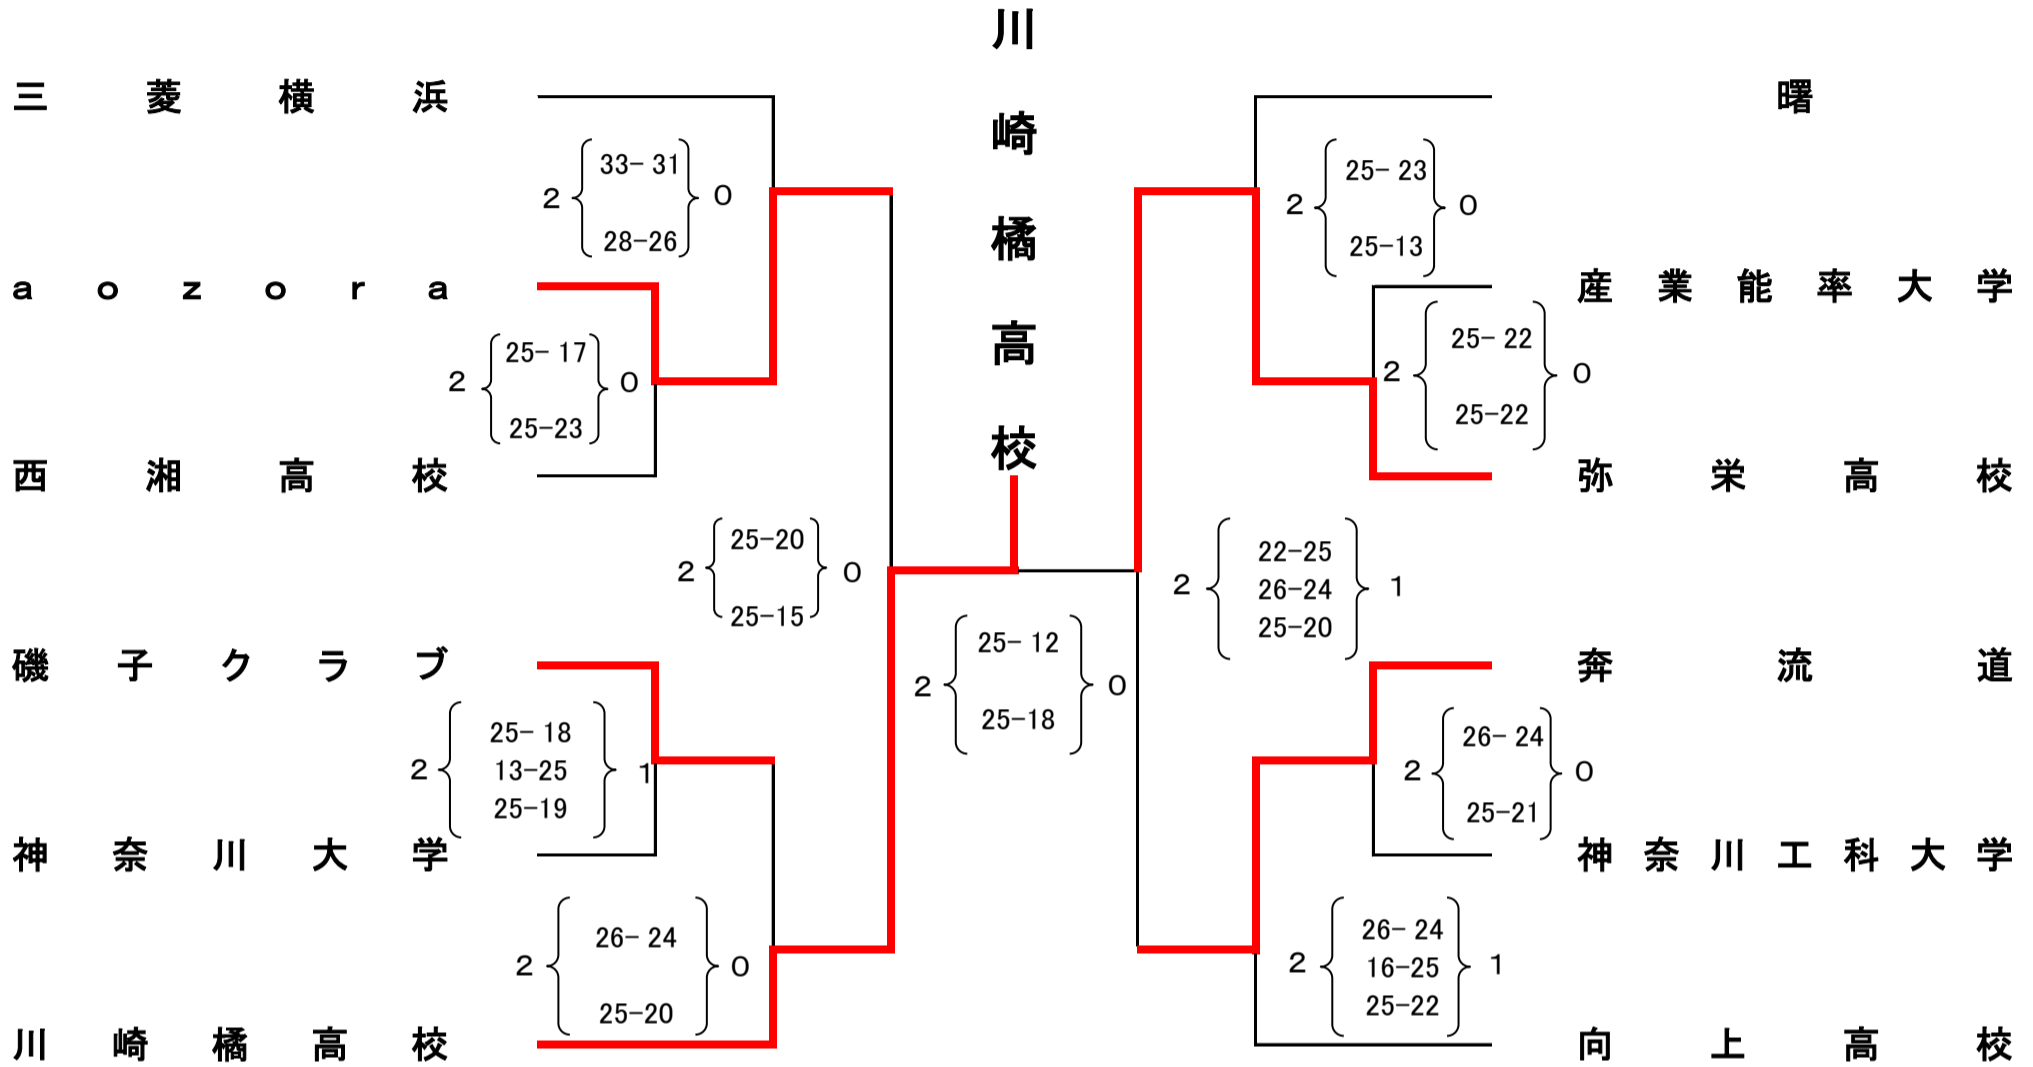 川崎橘高校
三菱横浜
2 33-31 0
28-26
aozora
2 25-17 0
25-23
西湘高校
2 25-20 0
25-15
磯子クラブ
2 25-18 1
13-25
25-19
神奈川大学
2 26-24 0
25-20
川崎橘高校
2 25-12 0
25-18
曙
2 25-23 0
25-13
産業能率大学
2 25-22 0
25-22
弥栄高校
2 22-25 1
26-24
25-20
奔流道
2 26-24 0
25-21
神奈川工科大学
2 26-24 1
16-25
25-22
向上高校